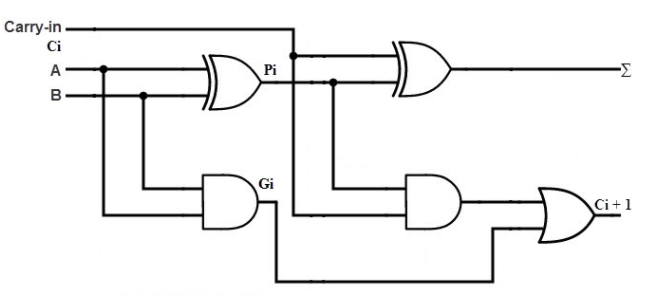 Carry-in
Ci
A
B
Pi
Σ
Gi
Ci + 1